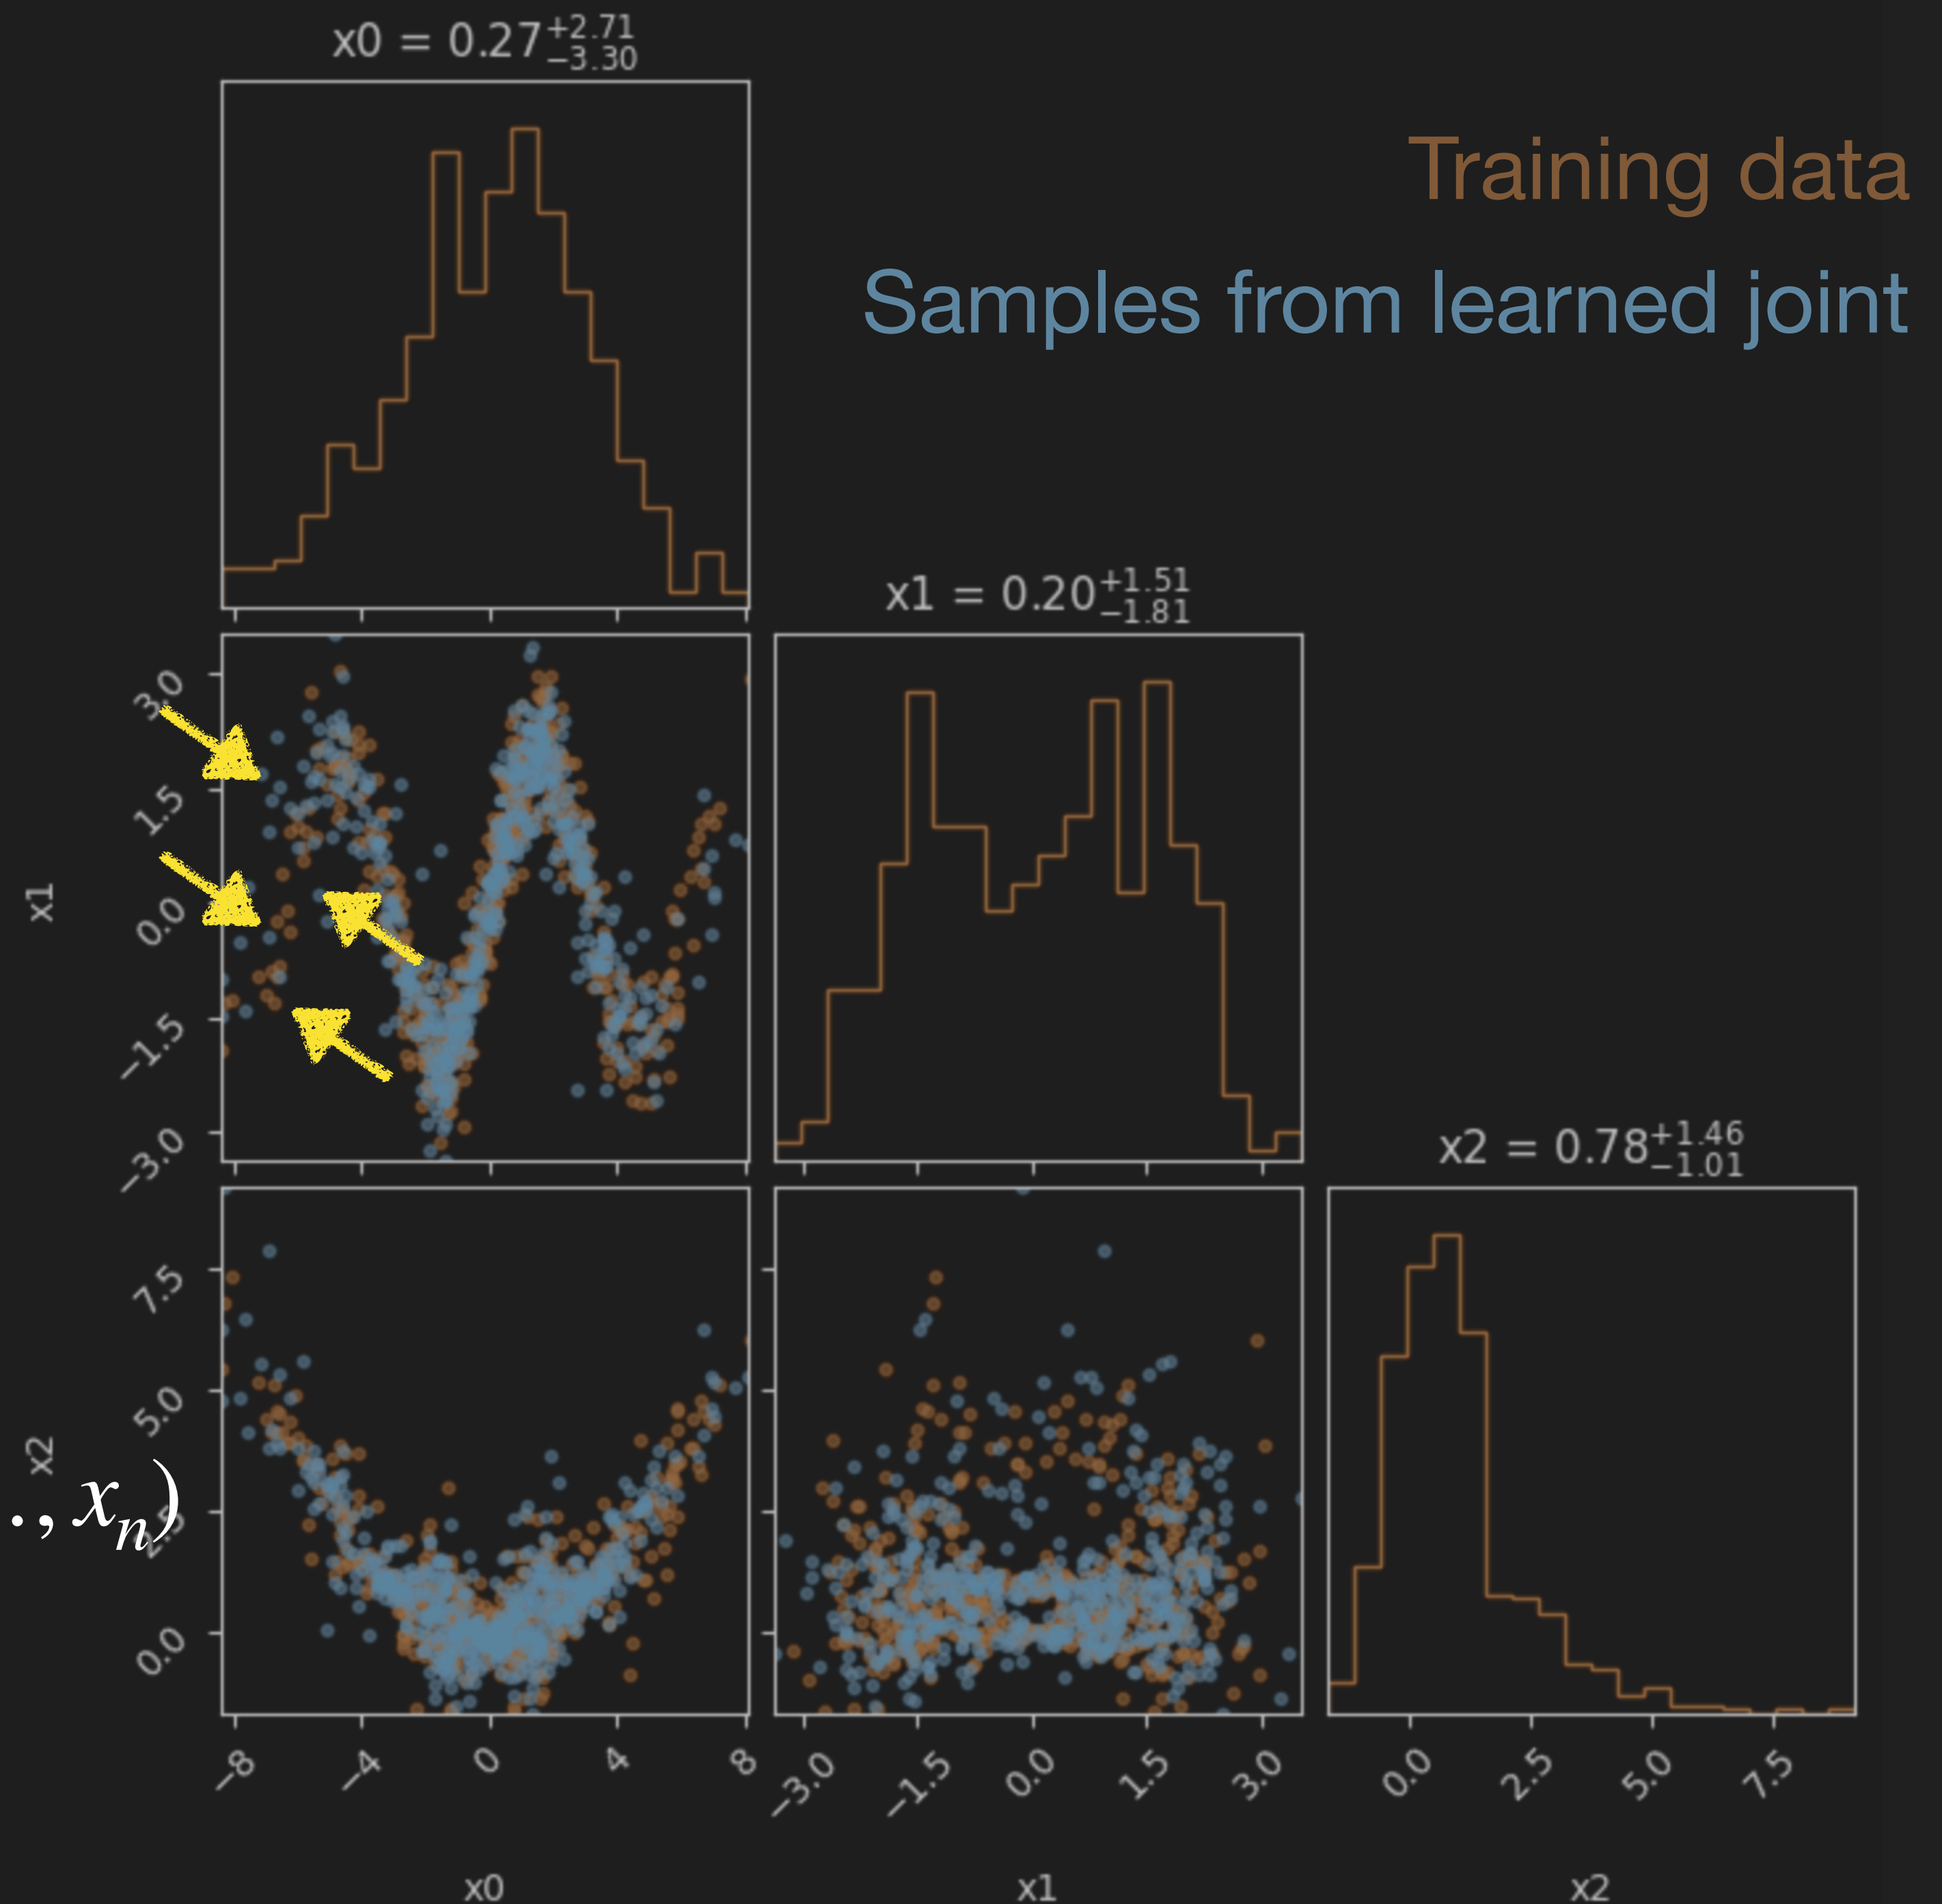 x0 = 0.27 +2.71 −3.30
Training data
Samples from learned joint
x1 = 0.20 +1.51 −1.81
3.0
1.5
0.0
−1.5
−3.0
x1
x2 = 0.78 +1.46 −1.01
7.5
5.0
2.5
0.0
x2
., xₙ)
−8 −4 0 4 8
−3.0 −1.5 0.0 1.5 3.0
0.0 2.5 5.0 7.5
x0 x1 x2